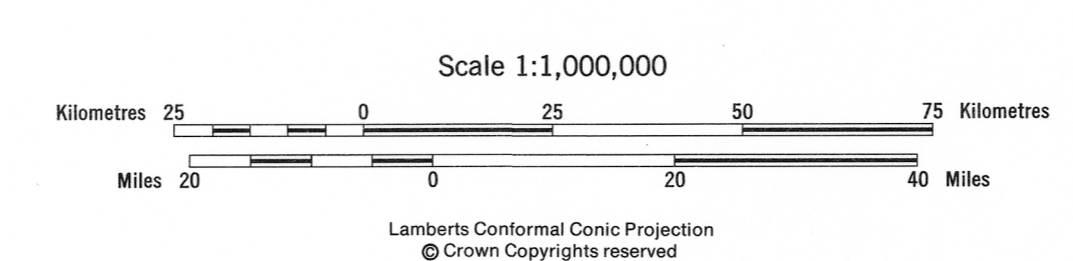 Scale 1:1,000,000
Kilometres 25 0 25 50 75 Kilometres
Miles 20 0 20 40 Miles
Lamberts Conformal Conic Projection
© Crown Copyrights reserved